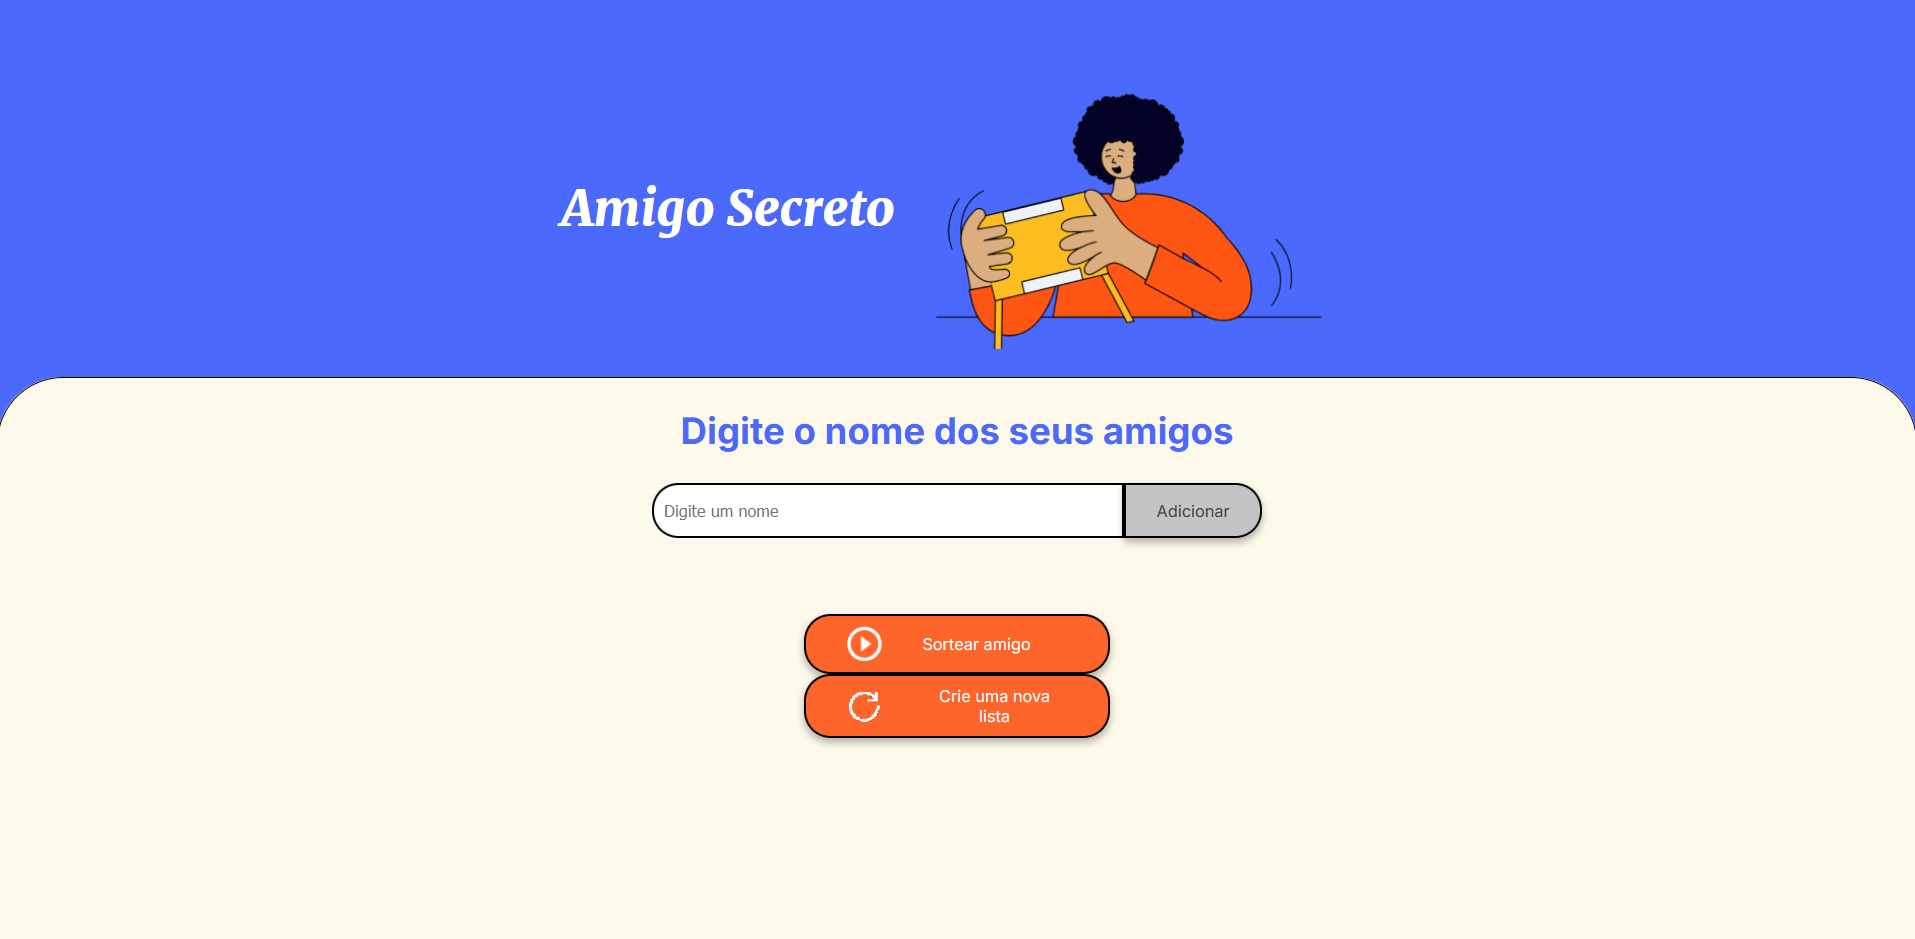 Amigo Secreto
Digite o nome dos seus amigos
Digite um nome
Adicionar
Sortear amigo
Crie uma nova
lista